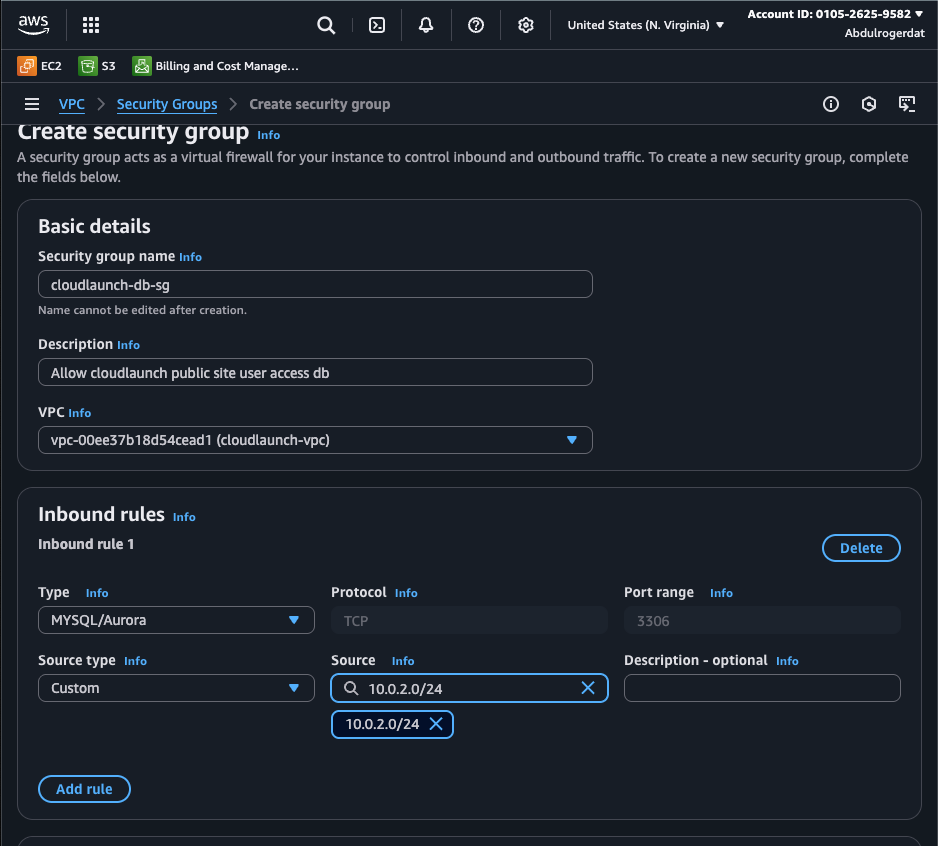 aws
United States (N. Virginia)
Account ID: 0105-2625-9582
Abdulrogerdat
EC2
S3
Billing and Cost Manage...
VPC
Security Groups
Create security group
Create security group Info
A security group acts as a virtual firewall for your instance to control inbound and outbound traffic. To create a new security group, complete
the fields below.
Basic details
Security group name Info
cloudlaunch-db-sg
Name cannot be edited after creation.
Description Info
Allow cloudlaunch public site user access db
VPC Info
vpc-00ee37b18d54cead1 (cloudlaunch-vpc)
Inbound rules Info
Inbound rule 1
Delete
Type Info
Protocol Info
Port range Info
MYSQL/Aurora
TCP
3306
Source type Info
Source Info
Description - optional Info
Custom
10.0.2.0/24
10.0.2.0/24
Add rule